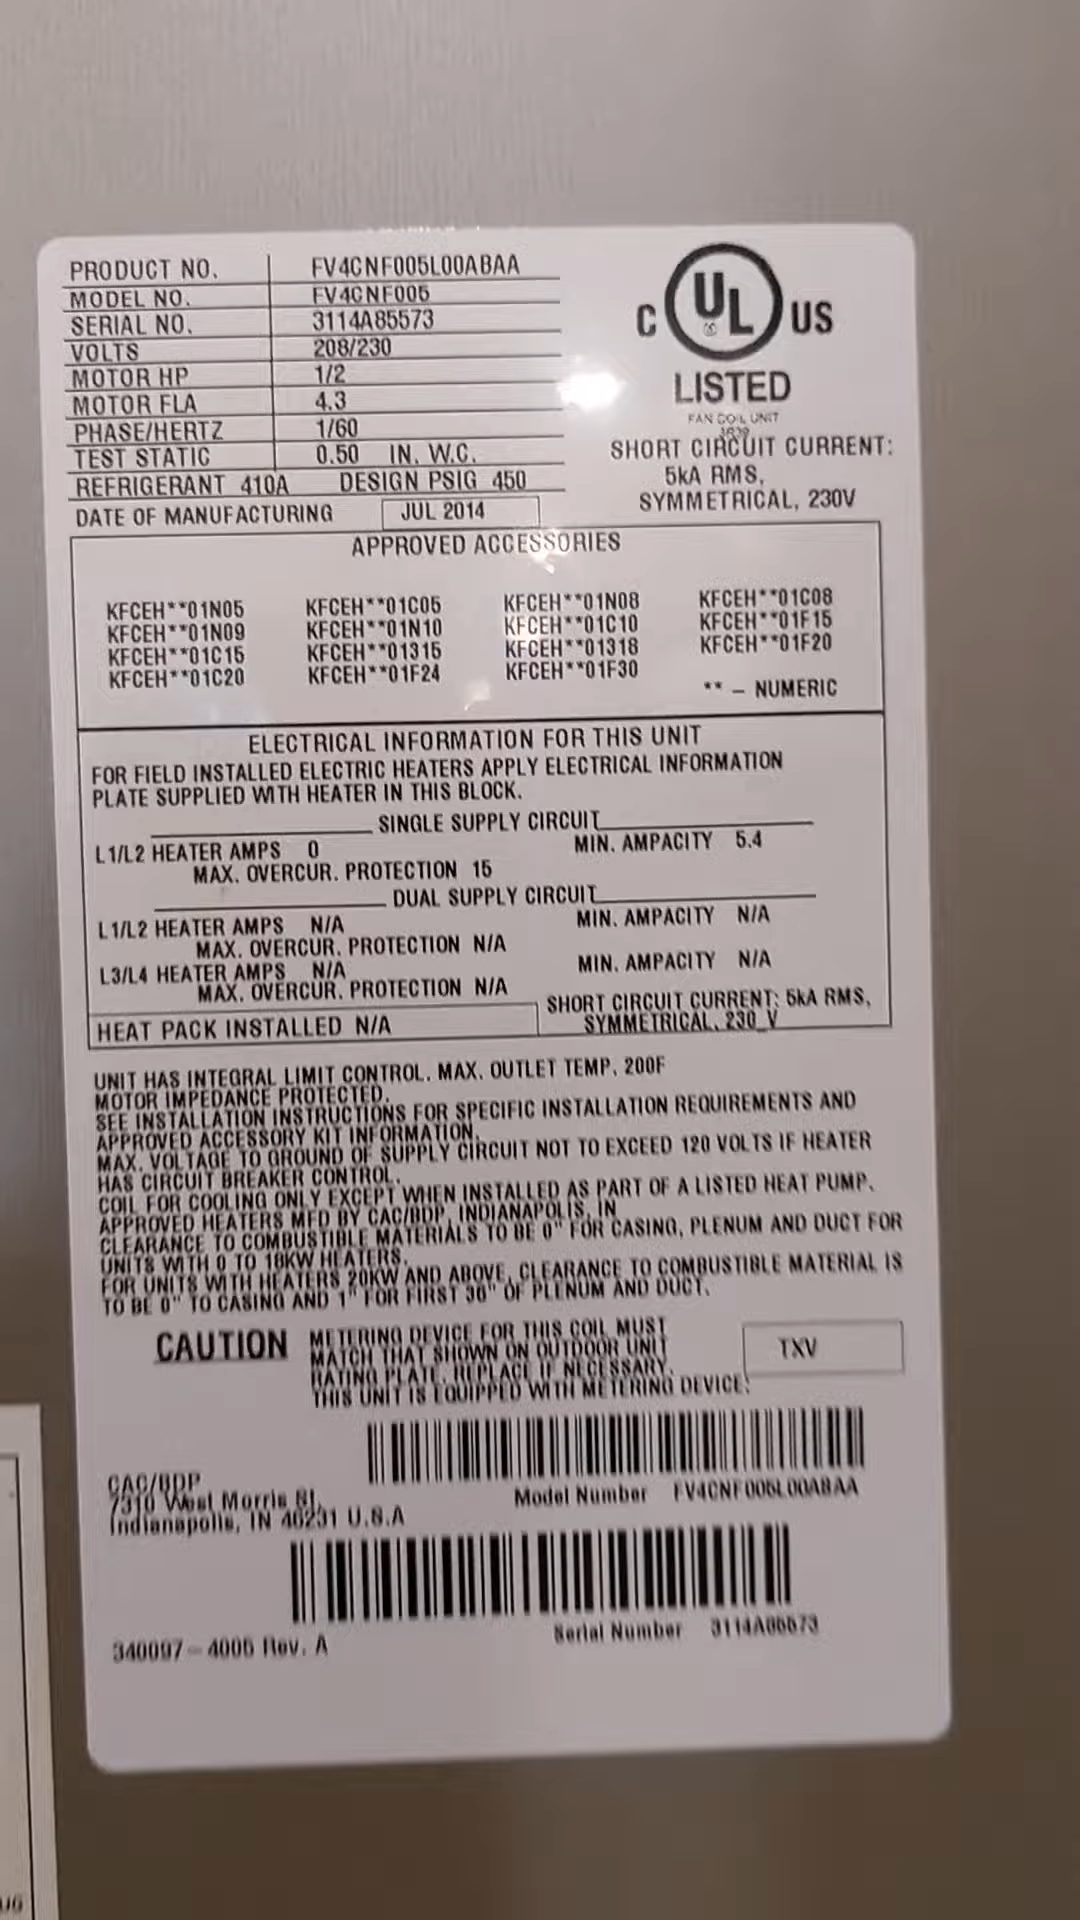 PRODUCT NO. FV4CNF005L00ABAA
MODEL NO. FV4CNF005
SERIAL NO. 3114A85573
VOLTS 208/230
MOTOR HP 1/2
MOTOR FLA 4.3
PHASE/HERTZ 1/60
TEST STATIC 0.50 IN. W.C.
REFRIGERANT 410A DESIGN PSIG 450
DATE OF MANUFACTURING JUL 2014
C UL US
LISTED
FAN COIL UNIT
SHORT CIRCUIT CURRENT:
5kA RMS,
SYMMETRICAL, 230V
APPROVED ACCESSORIES
KFCEH**01N05 KFCEH**01C05 KFCEH**01N08 KFCEH**01C08
KFCEH**01N09 KFCEH**01N10 KFCEH**01C10 KFCEH**01F15
KFCEH**01C15 KFCEH**01315 KFCEH**01318 KFCEH**01F20
KFCEH**01C20 KFCEH**01F24 KFCEH**01F30
** - NUMERIC
ELECTRICAL INFORMATION FOR THIS UNIT
FOR FIELD INSTALLED ELECTRIC HEATERS APPLY ELECTRICAL INFORMATION
PLATE SUPPLIED WITH HEATER IN THIS BLOCK.
SINGLE SUPPLY CIRCUIT
L1/L2 HEATER AMPS 0 MIN. AMPACITY 5.4
MAX. OVERCUR. PROTECTION 15
DUAL SUPPLY CIRCUIT
L1/L2 HEATER AMPS N/A MIN. AMPACITY N/A
MAX. OVERCUR. PROTECTION N/A
L3/L4 HEATER AMPS N/A MIN. AMPACITY N/A
MAX. OVERCUR. PROTECTION N/A
HEAT PACK INSTALLED N/A
SHORT CIRCUIT CURRENT: 5kA RMS,
SYMMETRICAL, 230 V
UNIT HAS INTEGRAL LIMIT CONTROL. MAX. OUTLET TEMP. 200F
MOTOR IMPEDANCE PROTECTED.
SEE INSTALLATION INSTRUCTIONS FOR SPECIFIC INSTALLATION REQUIREMENTS AND
APPROVED ACCESSORY KIT INFORMATION.
MAX. VOLTAGE TO GROUND OF SUPPLY CIRCUIT NOT TO EXCEED 120 VOLTS IF HEATER
HAS CIRCUIT BREAKER CONTROL.
COIL FOR COOLING ONLY EXCEPT WHEN INSTALLED AS PART OF A LISTED HEAT PUMP.
APPROVED HEATERS MFD BY CAC/BDP, INDIANAPOLIS, IN
CLEARANCE TO COMBUSTIBLE MATERIALS TO BE 0" FOR CASING, PLENUM AND DUCT FOR
UNITS WITH 0 TO 18KW HEATERS.
FOR UNITS WITH HEATERS 20KW AND ABOVE, CLEARANCE TO COMBUSTIBLE MATERIAL IS
TO BE 0" TO CASING AND 1" FOR FIRST 36" OF PLENUM AND DUCT.
CAUTION
METERING DEVICE FOR THIS COIL MUST
MATCH THAT SHOWN ON OUTDOOR UNIT
RATING PLATE. REPLACE IF NECESSARY.
THIS UNIT IS EQUIPPED WITH METERING DEVICE:
TXV
CAC/BDP
7310 West Morris St.
Indianapolis, IN 46231 U.S.A
Model Number FV4CNF005L00ABAA
Serial Number 3114A85573
340097-4005 Rev. A